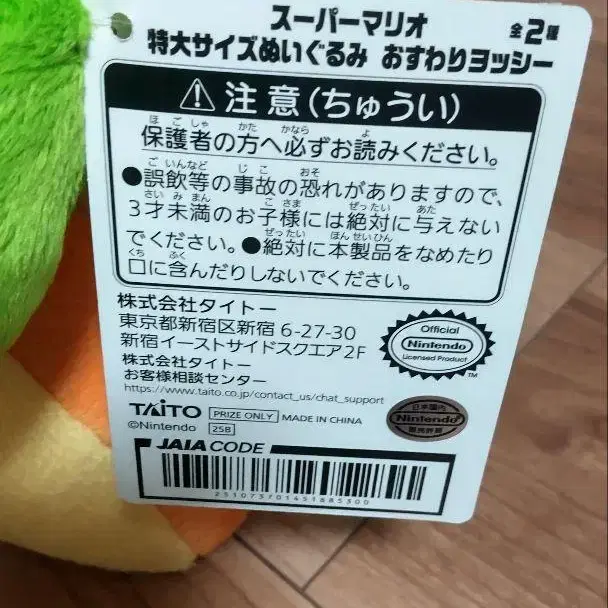 スーパーマリオ
特大サイズぬいぐるみ おすわりヨッシー
全2種
注意(ちゅうい)
保護者の方へ必ずお読みください。
●誤飲等の事故の恐れがありますので、
3才未満のお子様には絶対に与えない
でください。●絶対に本製品をなめたり
口に含んだりしないでください。
株式会社タイトー
東京都新宿区新宿 6-27-30
新宿イーストサイドスクエア2F
株式会社タイトー
お客様相談センター
https://www.taito.co.jp/contact_us/chat_support
TAITO PRIZE ONLY MADE IN CHINA
©Nintendo 25B
Official
Nintendo
Licensed Product
TM
日本国内
Nintendo
販売許諾
JAIA CODE